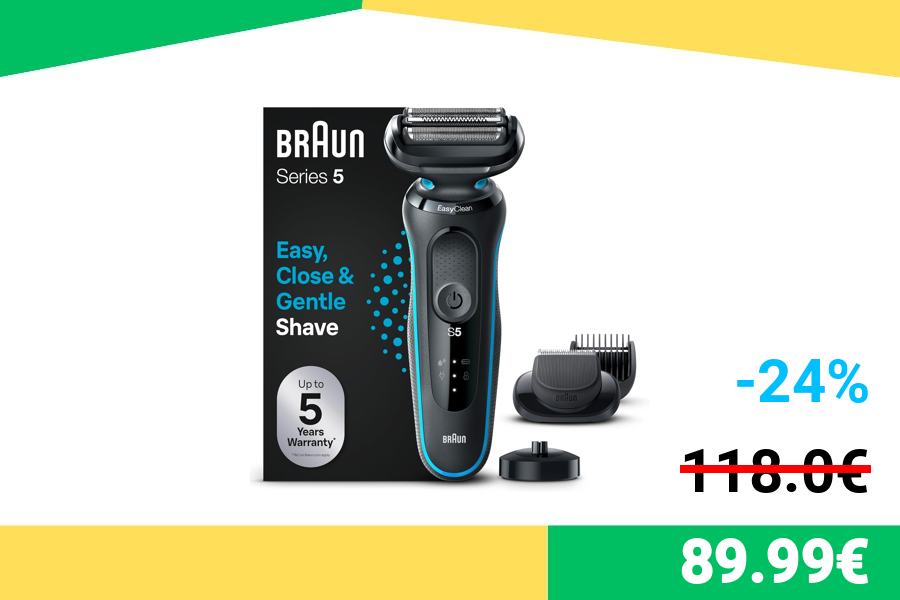 BRAUN
Series 5
Easy,
Close &
Gentle
Shave
Up to
5
Years
Warranty*
EasyClean
S5
BRAUN
BRAUN
-24%
118.0€
89.99€